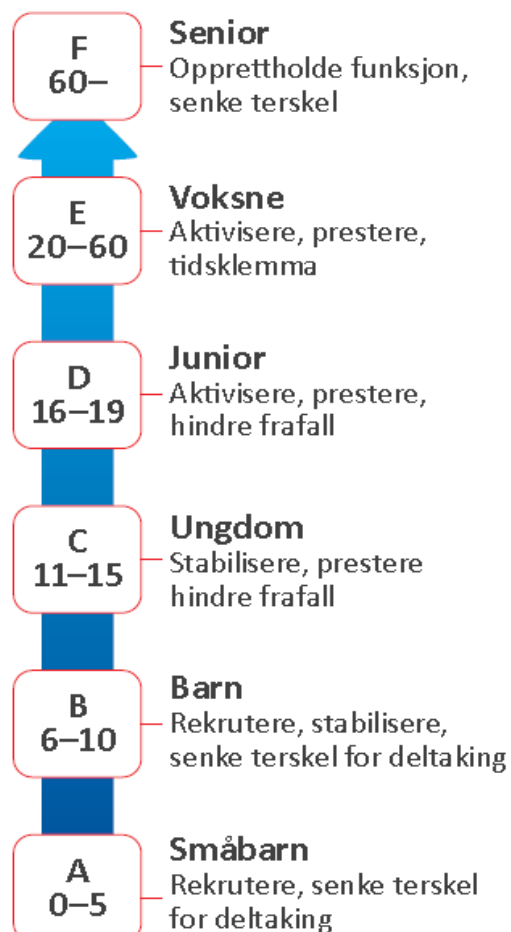 F
60–
Senior
Opprettholde funksjon,
senke terskel
E
20–60
Voksne
Aktivisere, prestere,
tidsklemma
D
16–19
Junior
Aktivisere, prestere,
hindre frafall
C
11–15
Ungdom
Stabilisere, prestere
hindre frafall
B
6–10
Barn
Rekrutere, stabilisere,
senke terskel for deltaking
A
0–5
Småbarn
Rekrutere, senke terskel
for deltaking